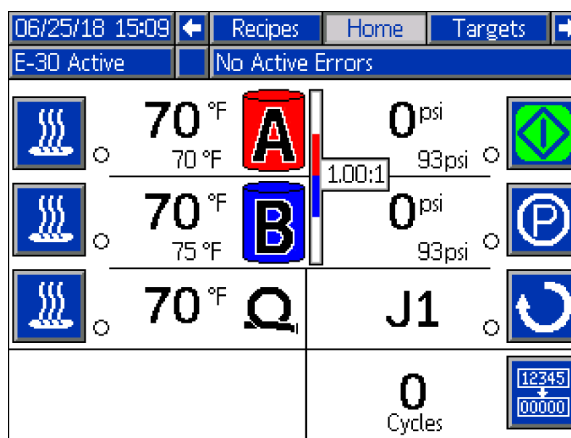 06/25/18 15:09 Recipes Home Targets
E-30 Active No Active Errors
70 °F A 0 psi
70 °F 93psi
1.00:1
70 °F B 0 psi P
75 °F 93psi
70 °F J1
0 12345
Cycles 00000